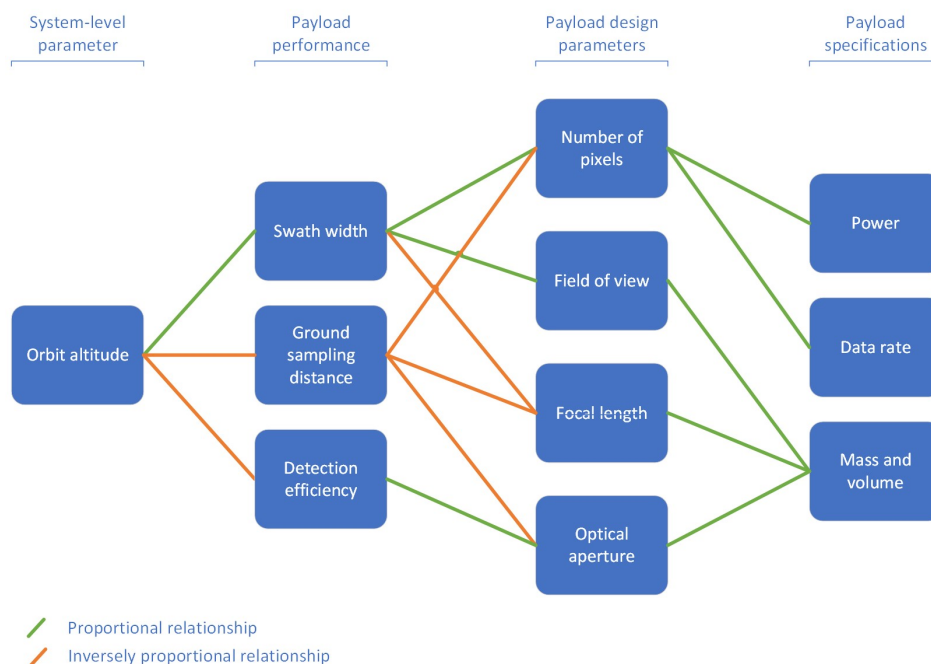 System-level
parameter
Payload
performance
Payload design
parameters
Payload
specifications
Orbit altitude
Swath width
Ground
sampling
distance
Detection
efficiency
Number of
pixels
Field of view
Focal length
Optical
aperture
Power
Data rate
Mass and
volume
Proportional relationship
Inversely proportional relationship